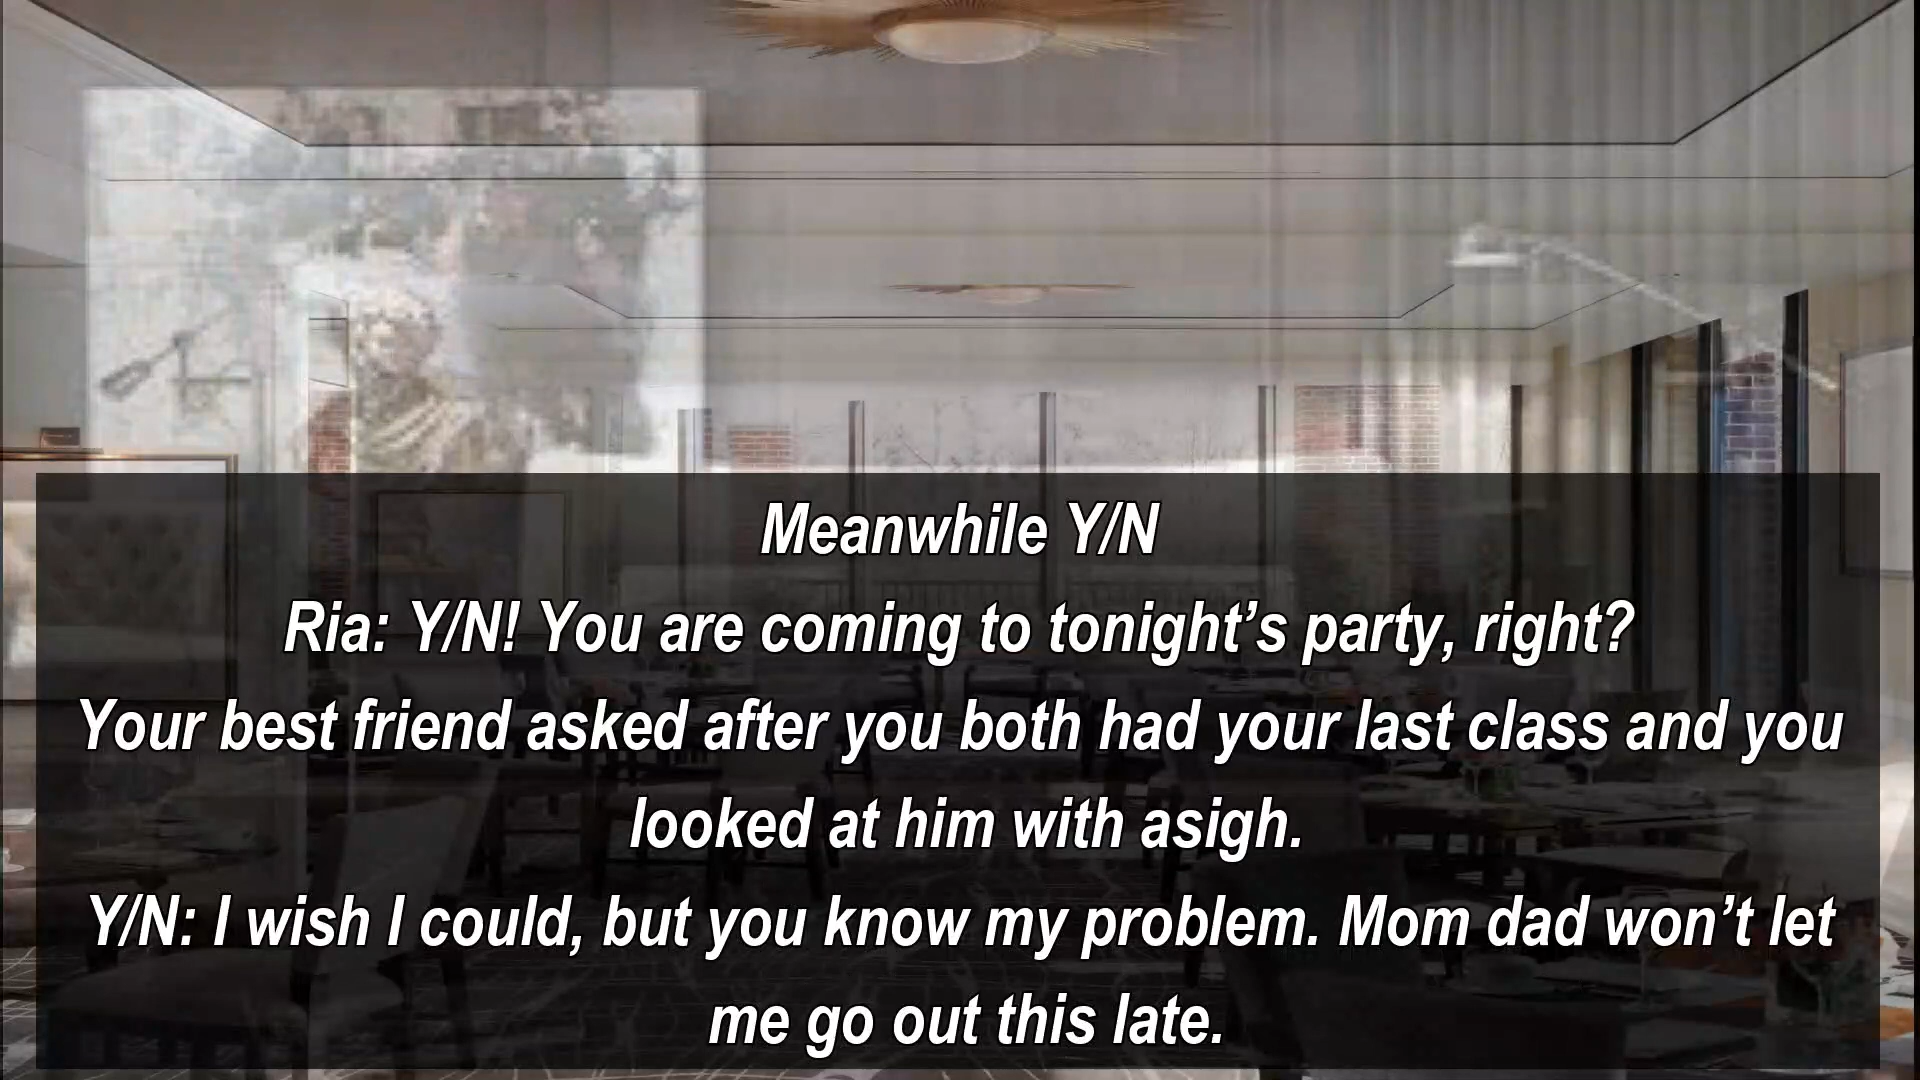 Meanwhile Y/N
Ria: Y/N! You are coming to tonight’s party, right?
Your best friend asked after you both had your last class and you
looked at him with asigh.
Y/N: I wish I could, but you know my problem. Mom dad won’t let
me go out this late.